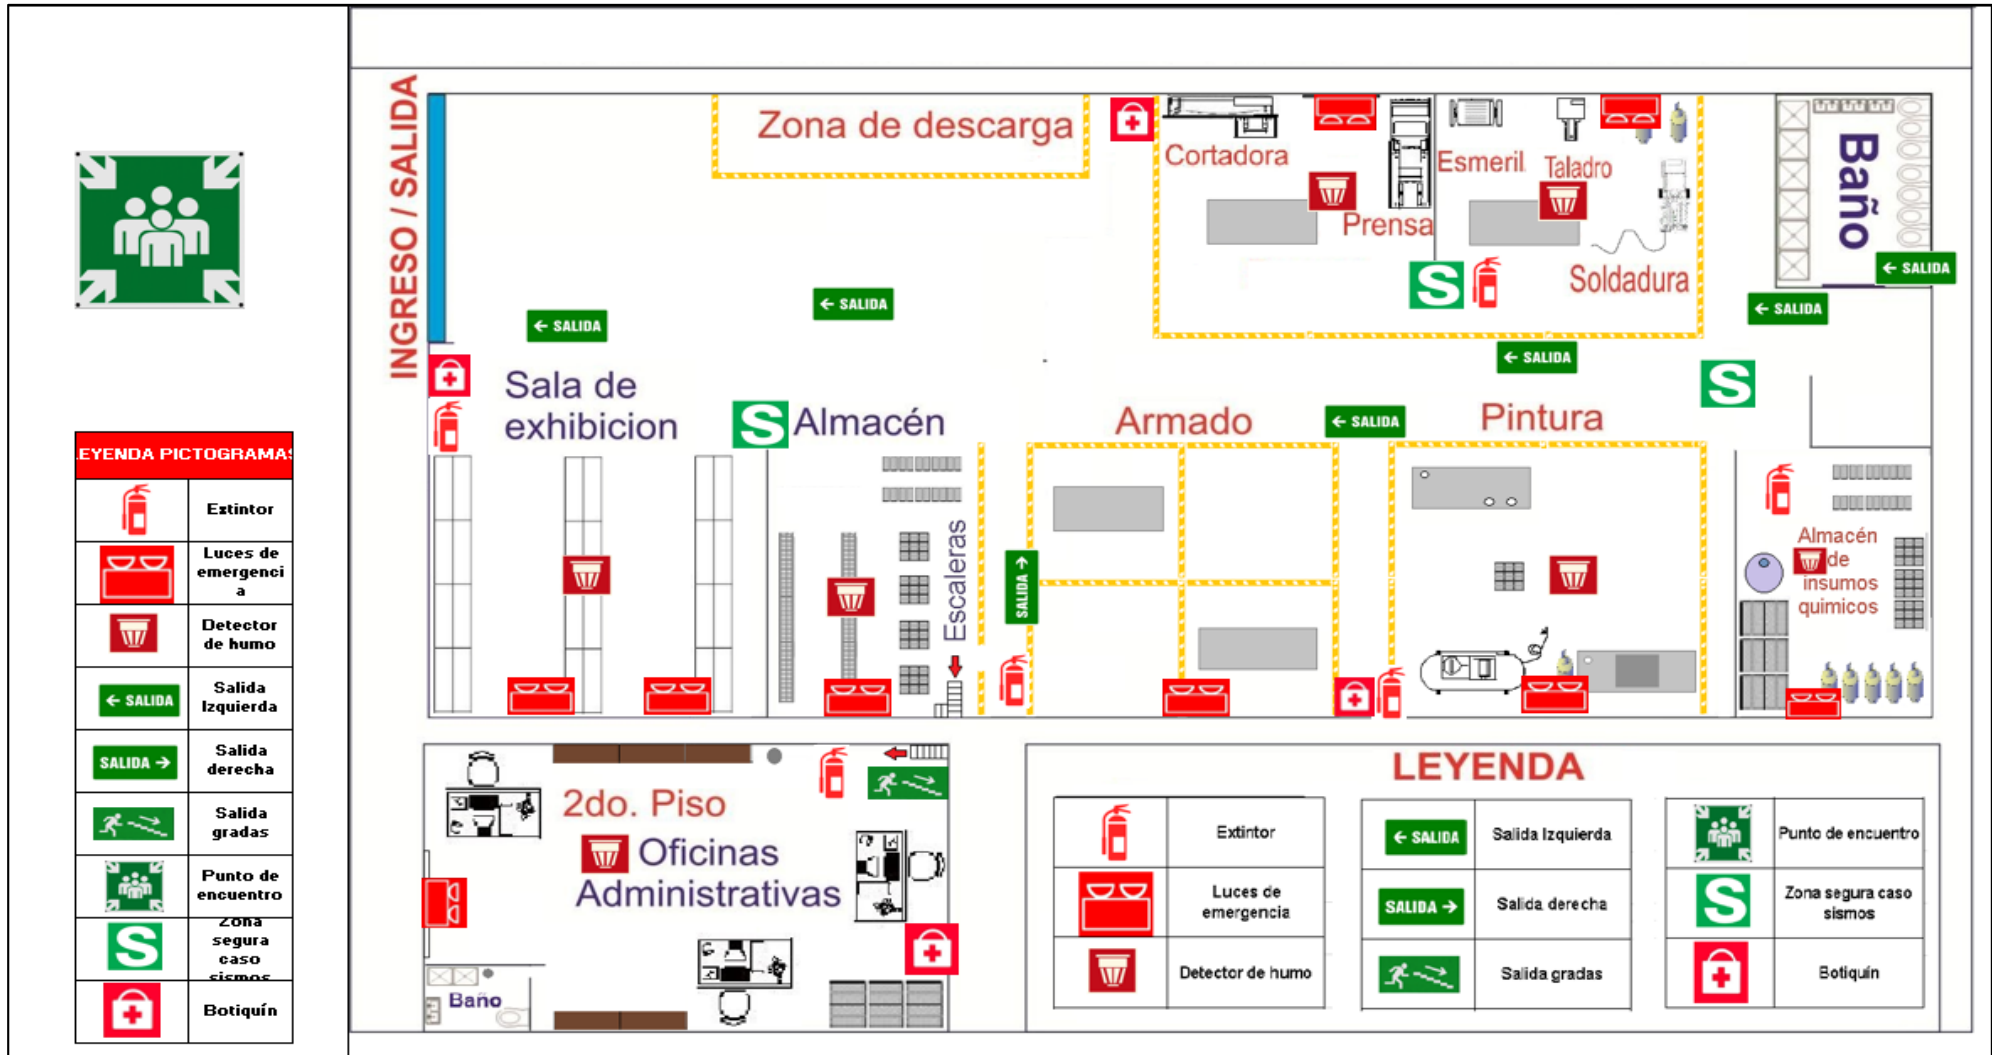 INGRESO / SALIDA
Zona de descarga
Cortadora
Prensa
Esmeril
Taladro
Soldadura
Baño
← SALIDA
← SALIDA
← SALIDA
← SALIDA
← SALIDA
← SALIDA
Sala de
exhibicion
S
Almacén
Armado
Pintura
S
S
Escaleras
SALIDA →
Almacén
de
insumos
quimicos
EYENDA PICTOGRAMA
Extintor
Luces de
emergenci
a
Detector
de humo
← SALIDA
Salida
Izquierda
SALIDA →
Salida
derecha
Salida
gradas
Punto de
encuentro
S
Zona
segura
caso
sismos
Botiquín
2do. Piso
Oficinas
Administrativas
Baño
LEYENDA
Extintor
← SALIDA
Salida Izquierda
Punto de encuentro
Luces de
emergencia
SALIDA →
Salida derecha
S
Zona segura caso
sismos
Detector de humo
Salida gradas
Botiquín